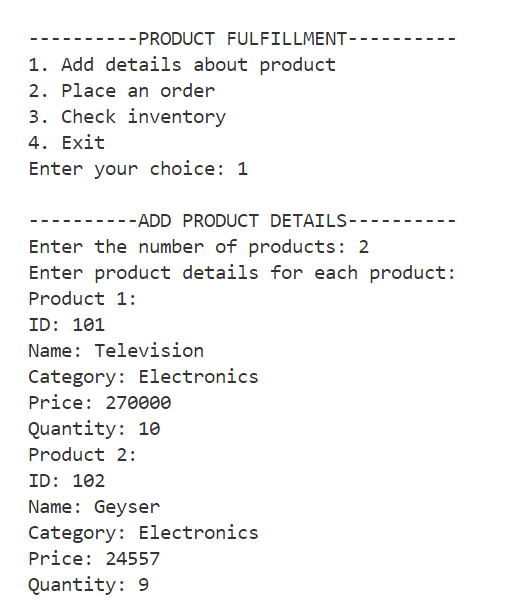 ----------PRODUCT FULFILLMENT----------
1. Add details about product
2. Place an order
3. Check inventory
4. Exit
Enter your choice: 1
----------ADD PRODUCT DETAILS----------
Enter the number of products: 2
Enter product details for each product:
Product 1:
ID: 101
Name: Television
Category: Electronics
Price: 270000
Quantity: 10
Product 2:
ID: 102
Name: Geyser
Category: Electronics
Price: 24557
Quantity: 9